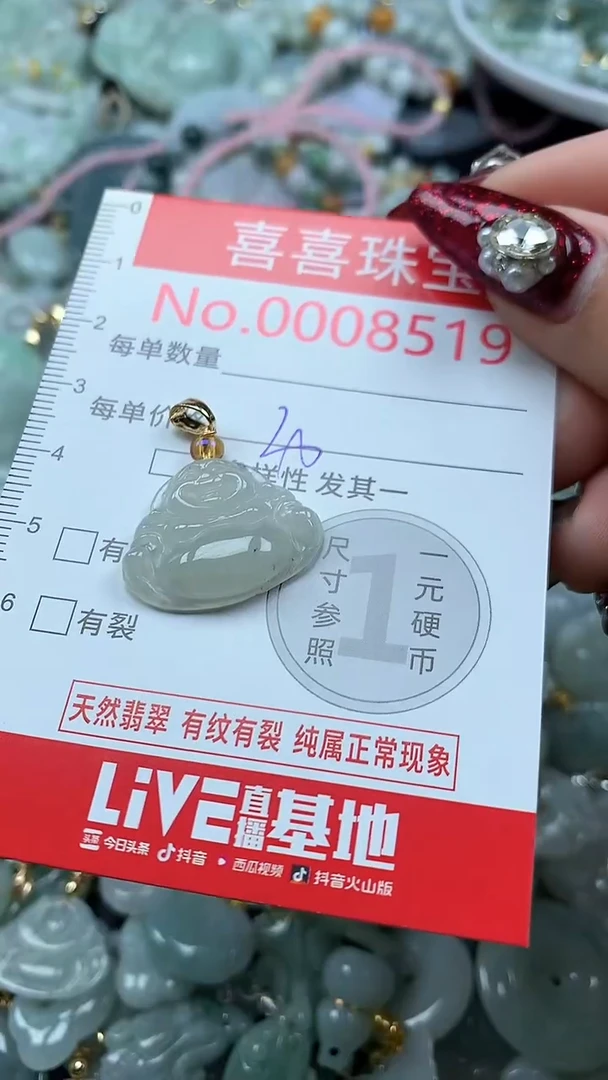 喜喜珠宝
No.0008519
每单数量
每单价
样性 发其一
有
有裂
尺寸参照
1
一元硬币
天然翡翠 有纹有裂 纯属正常现象
LiVE直播基地
头条 今日头条 抖音 西瓜视频 抖音火山版
0
1
2
3
4
5
6